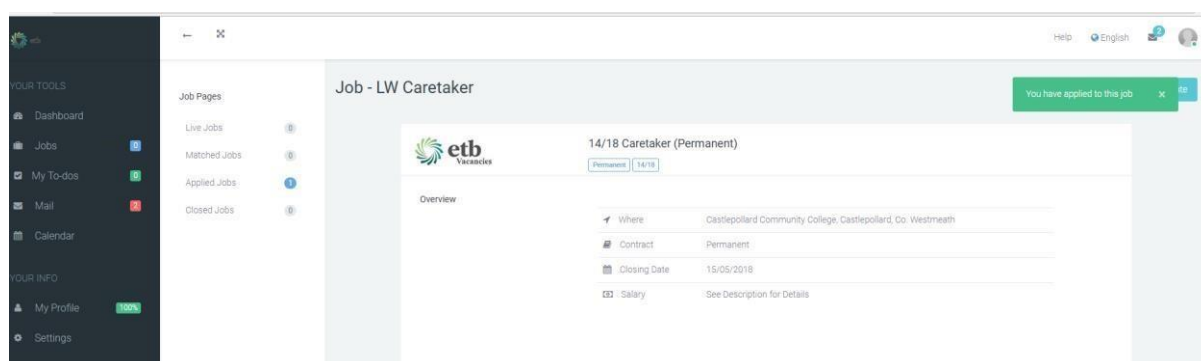 etb
Help
English
2
YOUR TOOLS
Dashboard
Jobs 0
My To-dos 0
Mail 2
Calendar
YOUR INFO
My Profile 100%
Settings
Job Pages
Live Jobs 0
Matched Jobs 0
Applied Jobs 1
Closed Jobs 0
Job - LW Caretaker
You have applied to this job ×
etb
Vacancies
14/18 Caretaker (Permanent)
Permanent 14/18
Overview
Where Castlepollard Community College, Castlepollard, Co. Westmeath
Contract Permanent
Closing Date 15/05/2018
Salary See Description for Details